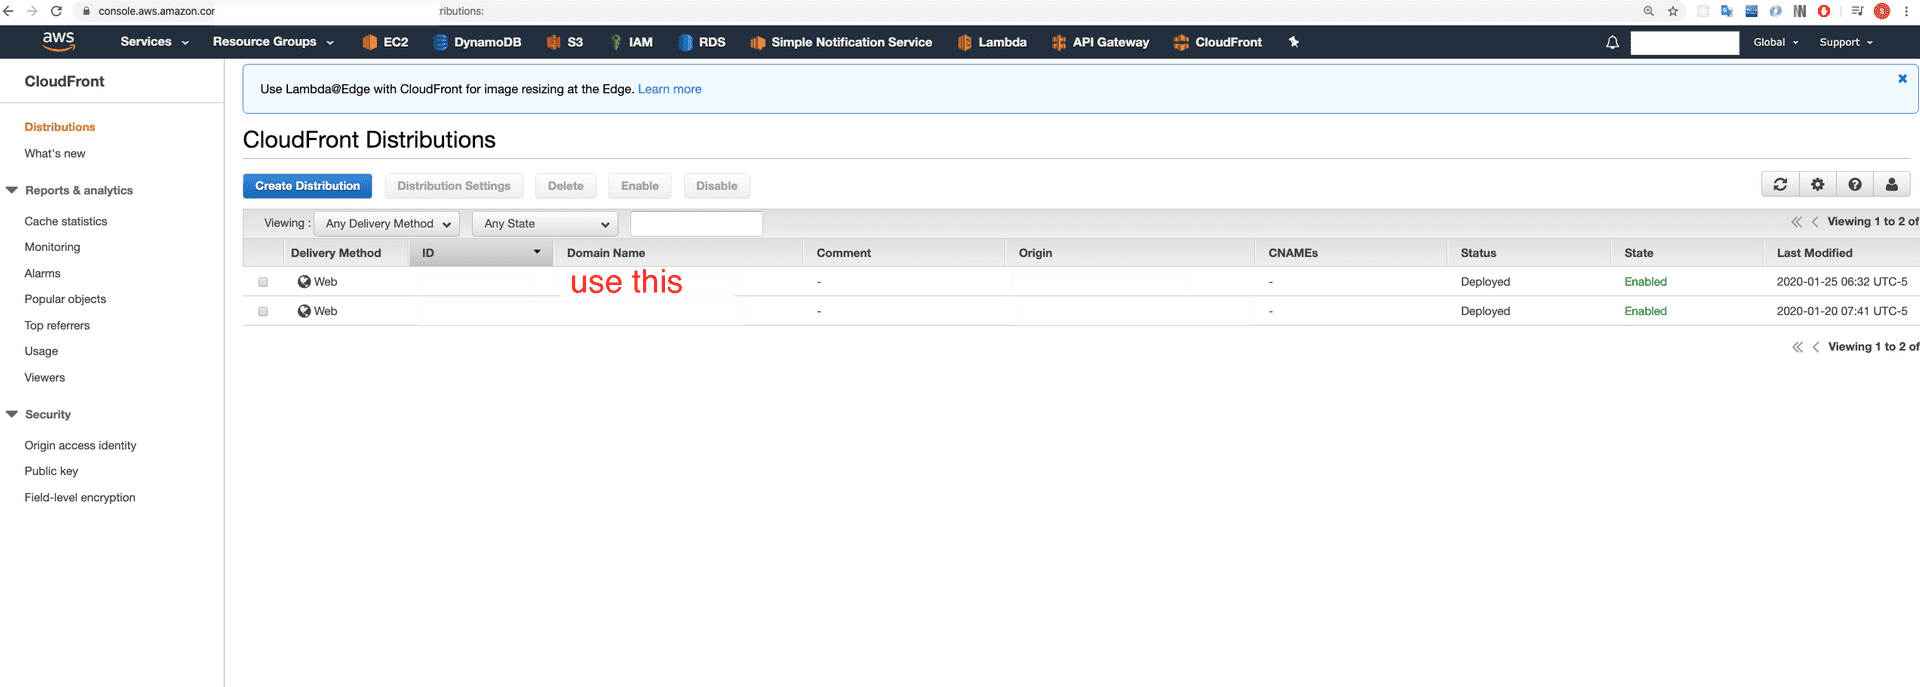 console.aws.amazon.cor ributions:
aws Services Resource Groups EC2 DynamoDB S3 IAM RDS Simple Notification Service Lambda API Gateway CloudFront Global Support
CloudFront
Use Lambda@Edge with CloudFront for image resizing at the Edge. Learn more
Distributions
What's new
Reports & analytics
Cache statistics
Monitoring
Alarms
Popular objects
Top referrers
Usage
Viewers
Security
Origin access identity
Public key
Field-level encryption
CloudFront Distributions
Create Distribution Distribution Settings Delete Enable Disable
Viewing : Any Delivery Method Any State Viewing 1 to 2 of
Delivery Method ID Domain Name Comment Origin CNAMEs Status State Last Modified
Web use this - - Deployed Enabled 2020-01-25 06:32 UTC-5
Web - - Deployed Enabled 2020-01-20 07:41 UTC-5
Viewing 1 to 2 of